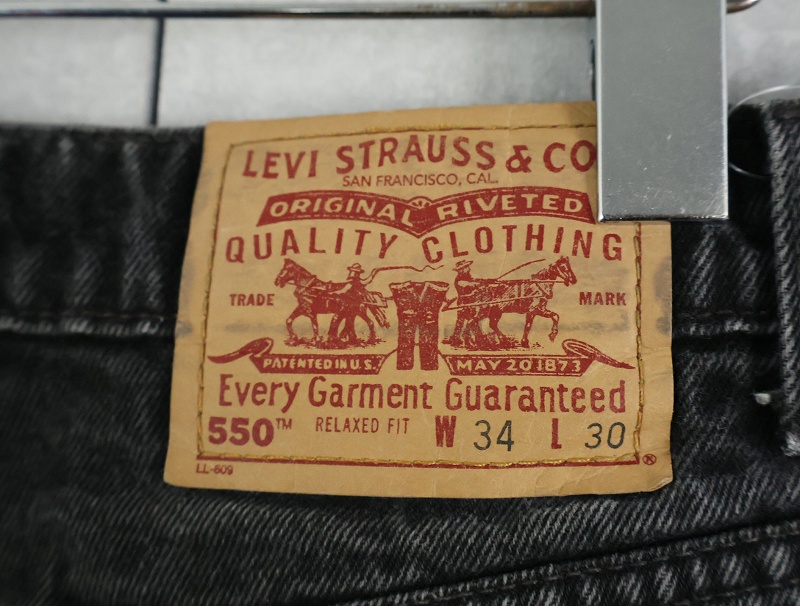 LEVI STRAUSS & CO
SAN FRANCISCO, CAL.
ORIGINAL RIVETED
QUALITY CLOTHING
TRADE MARK
PATENTED IN U.S. MAY 20 1873
Every Garment Guaranteed
550™ RELAXED FIT W 34 L 30
LL-609 ®